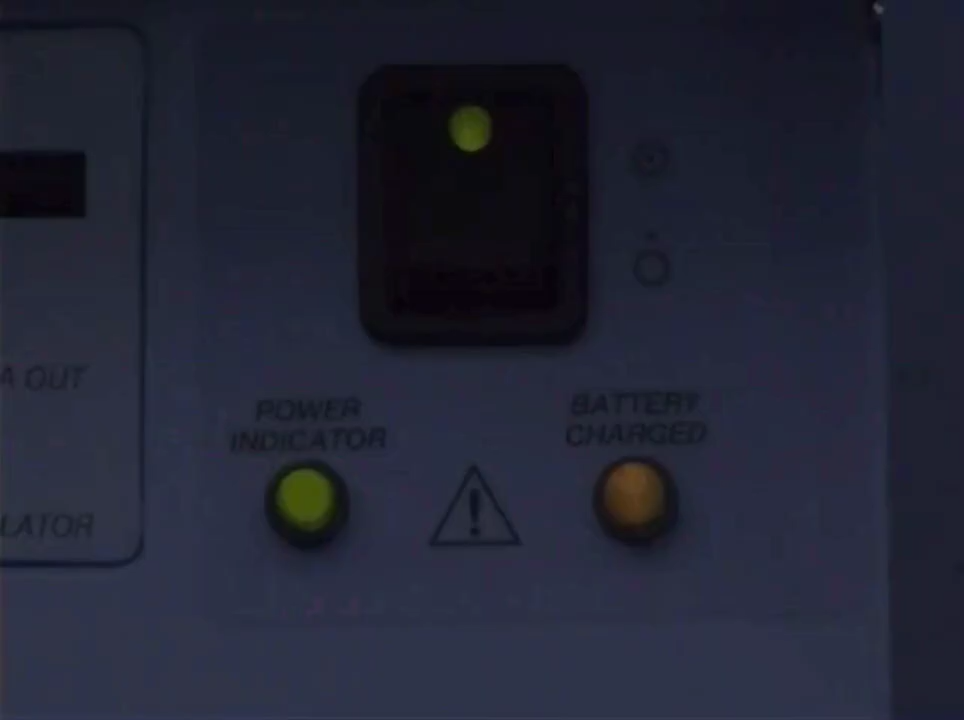 A OUT
LATOR
POWER
INDICATOR
BATTERY
CHARGED
!